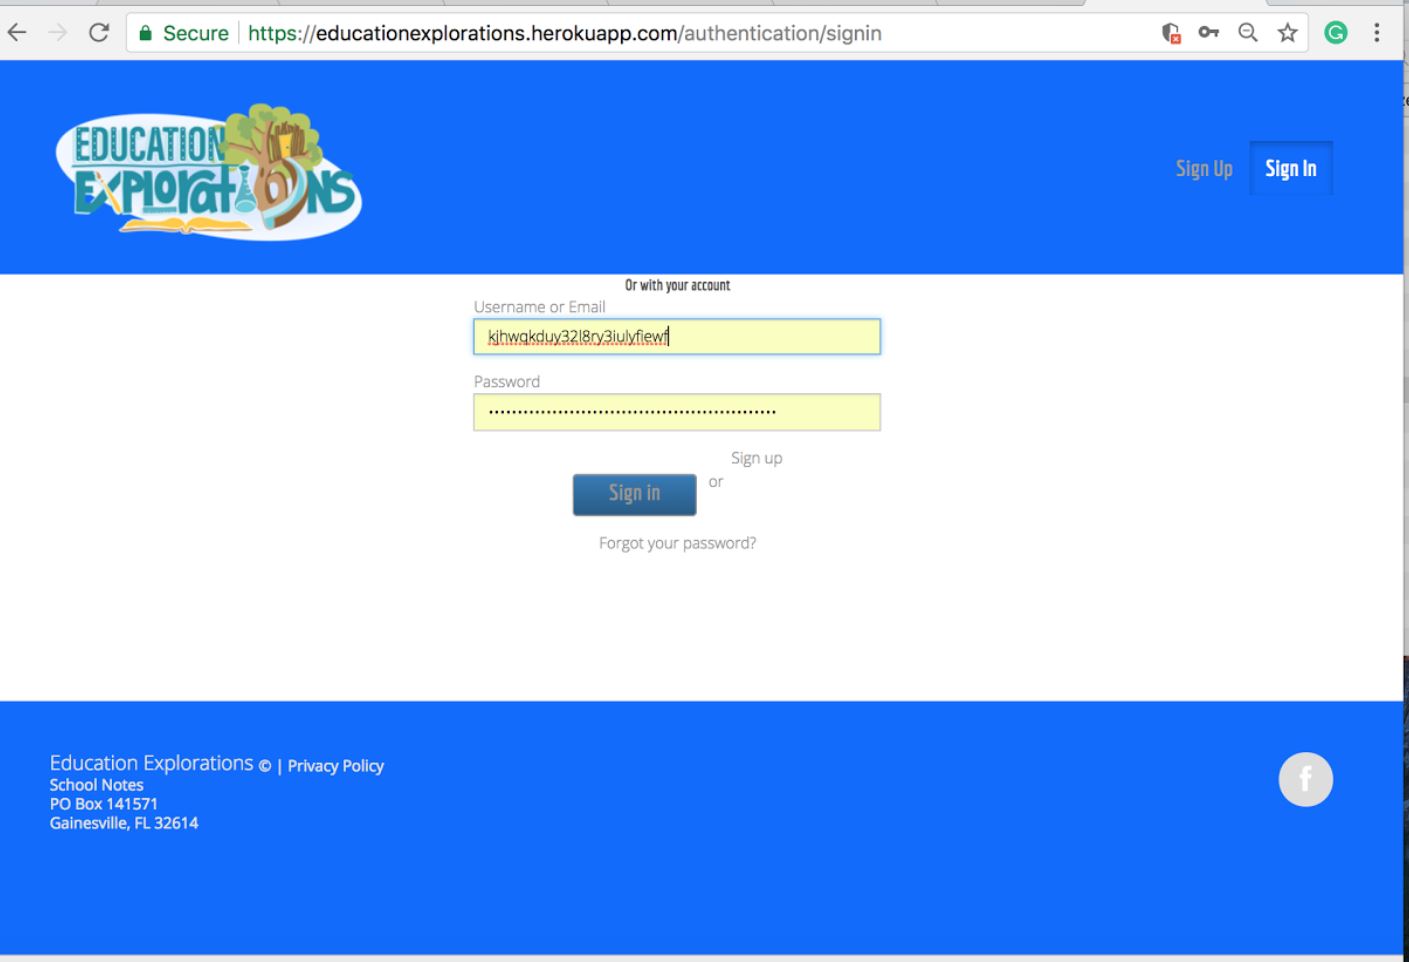 Secure https://educationexplorations.herokuapp.com/authentication/signin
EDUCATION
EXPlORatiONS
Sign Up Sign In
Or with your account
Username or Email
kjhwqkduy32l8ry3iulyfiewf
Password
Sign up
Sign in or
Forgot your password?
Education Explorations © | Privacy Policy
School Notes
PO Box 141571
Gainesville, FL 32614
f